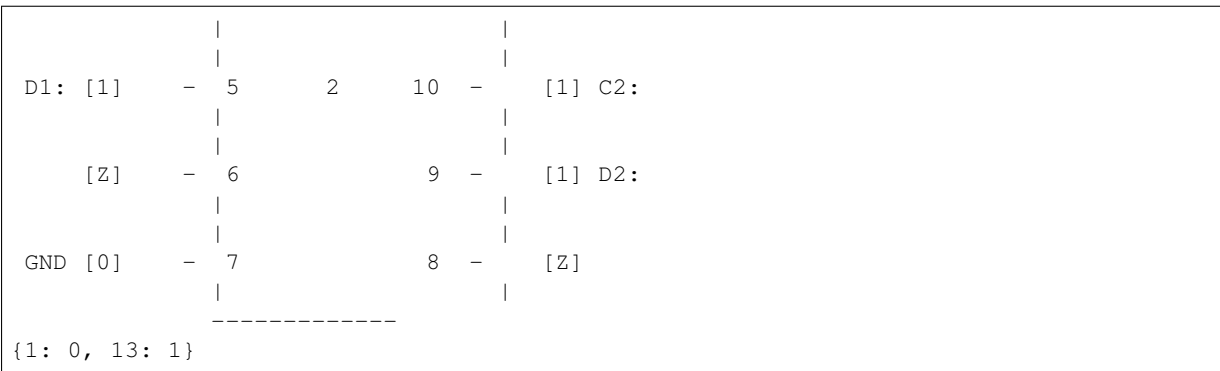 |                   |
              |                   |
 D1: [1]    -  5      2     10  -    [1] C2:
              |                   |
              |                   |
     [Z]    -  6             9  -    [1] D2:
              |                   |
              |                   |
 GND [0]    -  7             8  -    [Z]
              |                   |
              -------------
{1: 0, 13: 1}